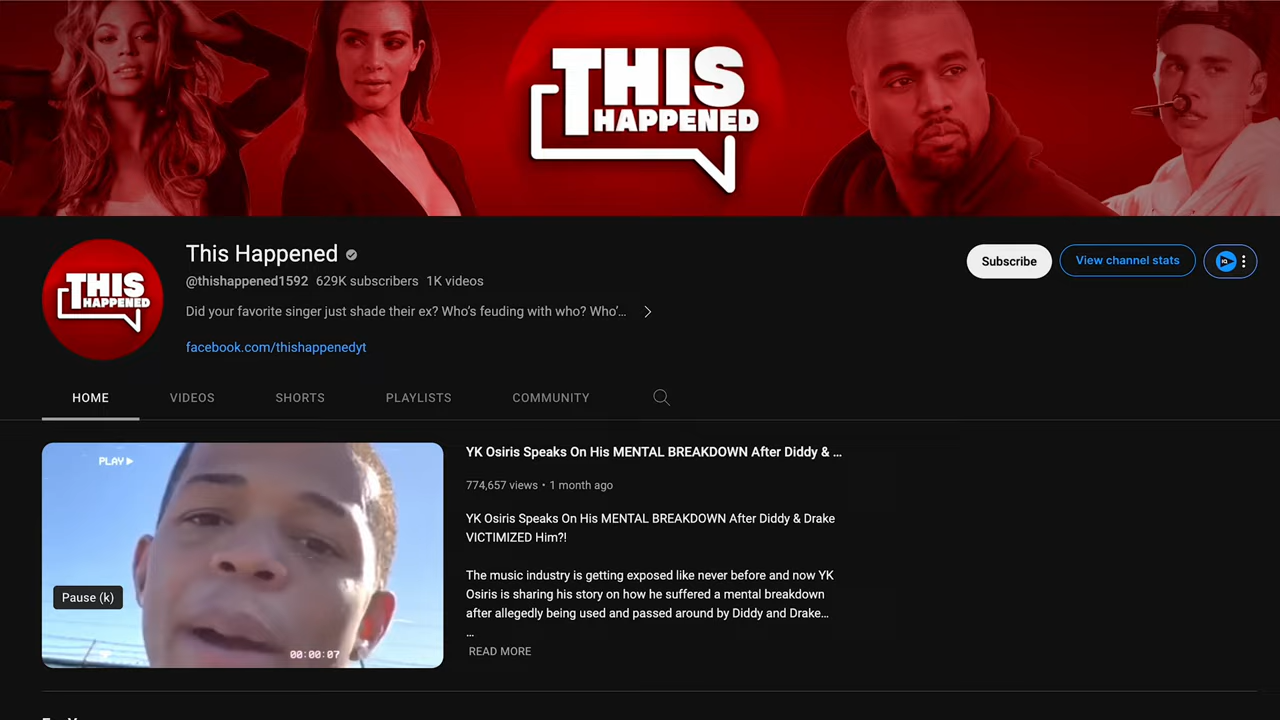 THIS
HAPPENED
THIS
HAPPENED
This Happened
@thishappened1592 629K subscribers 1K videos
Did your favorite singer just shade their ex? Who's feuding with who? Who'...
facebook.com/thishappenedyt
Subscribe
View channel stats
IQ
HOME
VIDEOS
SHORTS
PLAYLISTS
COMMUNITY
PLAY
Pause (k)
00:00:07
YK Osiris Speaks On His MENTAL BREAKDOWN After Diddy & ...
774,657 views • 1 month ago
YK Osiris Speaks On His MENTAL BREAKDOWN After Diddy & Drake
VICTIMIZED Him?!
The music industry is getting exposed like never before and now YK
Osiris is sharing his story on how he suffered a mental breakdown
after allegedly being used and passed around by Diddy and Drake...
...
READ MORE